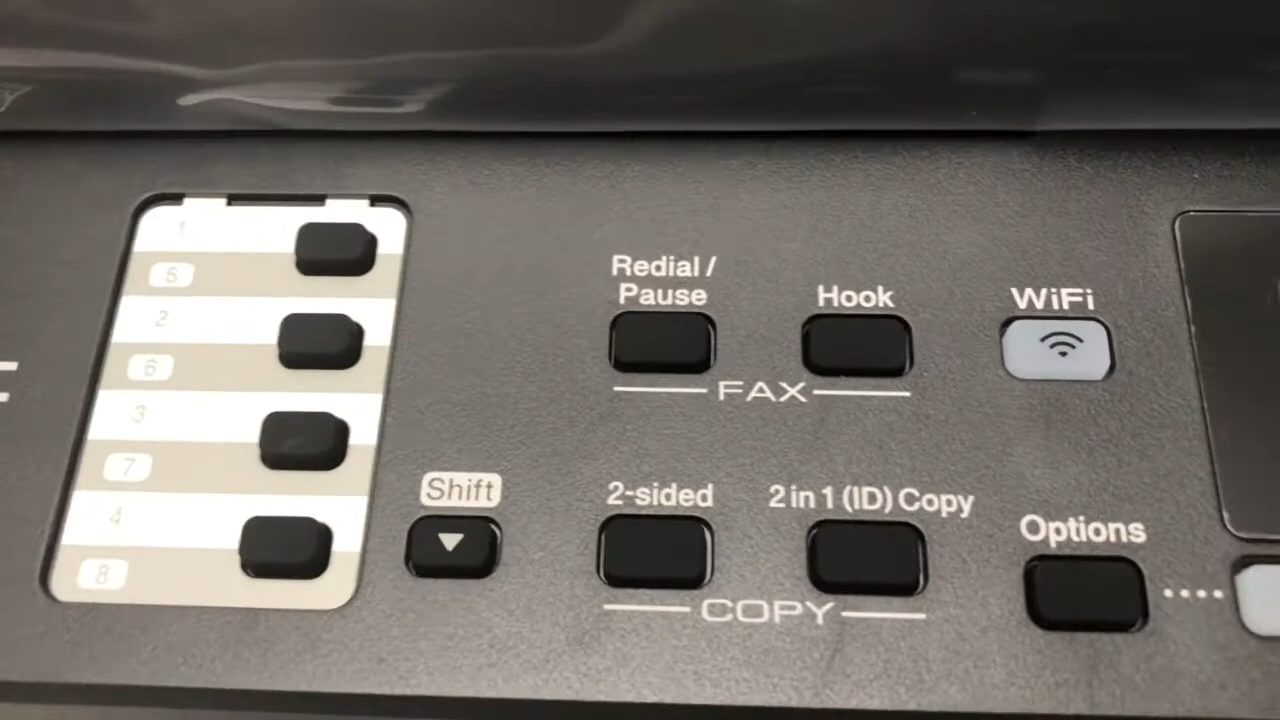 1
5
2
6
3
7
4
8
Shift
Redial /
Pause
Hook
FAX
WiFi
2-sided
2 in 1 (ID) Copy
COPY
Options